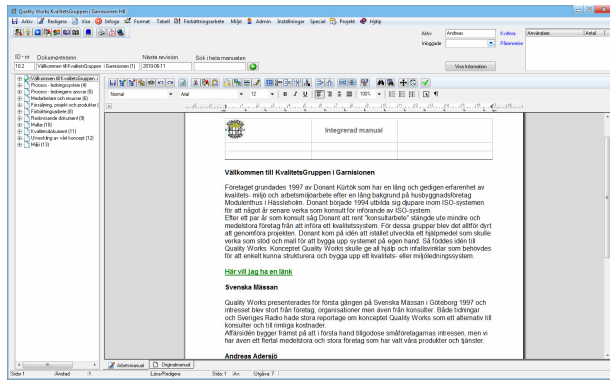 Quality Works KvalitetsGruppen i Garnisionen HB
Arkiv Redigera Visa Infoga Format Tabell Förbättringsarbete Miljö Admin Inställningar Special Projekt Hjälp
Aktiv Andreas Kvittera Användare Antal
Inloggade Påminnelse
ID - nr Dokumentnamn Nästa revision Sök i hela manualen
10.2 Välkommen till KvalitetsGruppen i Garnisionen (1) 2010-06-11 Visa Information
Välkommen till KvalitetsGruppen i
Process - ledningssystem (4)
Process - ledningens ansvar (5)
Medarbetare och resurser (6)
Försäljning, projekt och produkter (
Förbättringsarbete (8)
Redovisande dokument (9)
Mallar (10)
Kvalitetsdokument (11)
Utveckling av vårt koncept (12)
Miljö (13)
Normal Arial 12 B I U 100%
Integrerad manual
Välkommen till KvalitetsGruppen i Garnisionen
Företaget grundades 1997 av Donant Kürtök som har en lång och gedigen erfarenhet av
kvalitets- miljö och arbetsmiljöarbete efter en lång bakgrund på husbyggnadsföretag
Modulenthus i Hässleholm. Donant började 1994 utbilda sig djupare inom ISO-systemen
för att något år senare verka som konsult för införande av ISO-system.
Efter ett par år som konsult såg Donant att rent "konsultarbete" stängde ute mindre och
medelstora företag från att införa ett kvalitetssystem. För dessa grupper blev det alltför dyrt
att genomföra projekten. Donant kom på idén att istället utveckla ett hjälpmedel som skulle
verka som stöd och mall för att bygga upp systemet på egen hand. Så föddes idén till
Quality Works. Konceptet Quality Works skulle ge all hjälp och infallsvinklar som behövdes
för att enkelt kunna strukturera och bygga upp ett kvalitets- eller miljöledningssystem.
Här vill jag ha en länk
Svenska Mässan
Quality Works presenterades för första gången på Svenska Mässan i Göteborg 1997 och
intresset blev stort från företag, organisationer men även från konsulter. Både tidningar
och Sveriges Radio hade stora reportage om konceptet Quality Works som ett alternativ till
konsulter och till rimliga kostnader.
Affärsidén bygger främst på att i första hand tillgodose småföretagarnas intressen, men vi
har även ett flertal medelstora och stora företag som har valt våra produkter och tjänster.
Andreas Adersjö
Arbetsmanual Originalmanual
Sida 1 Ändrad: :1 Läsa/Redigera Sida: 1 Av: Utgåva: 7